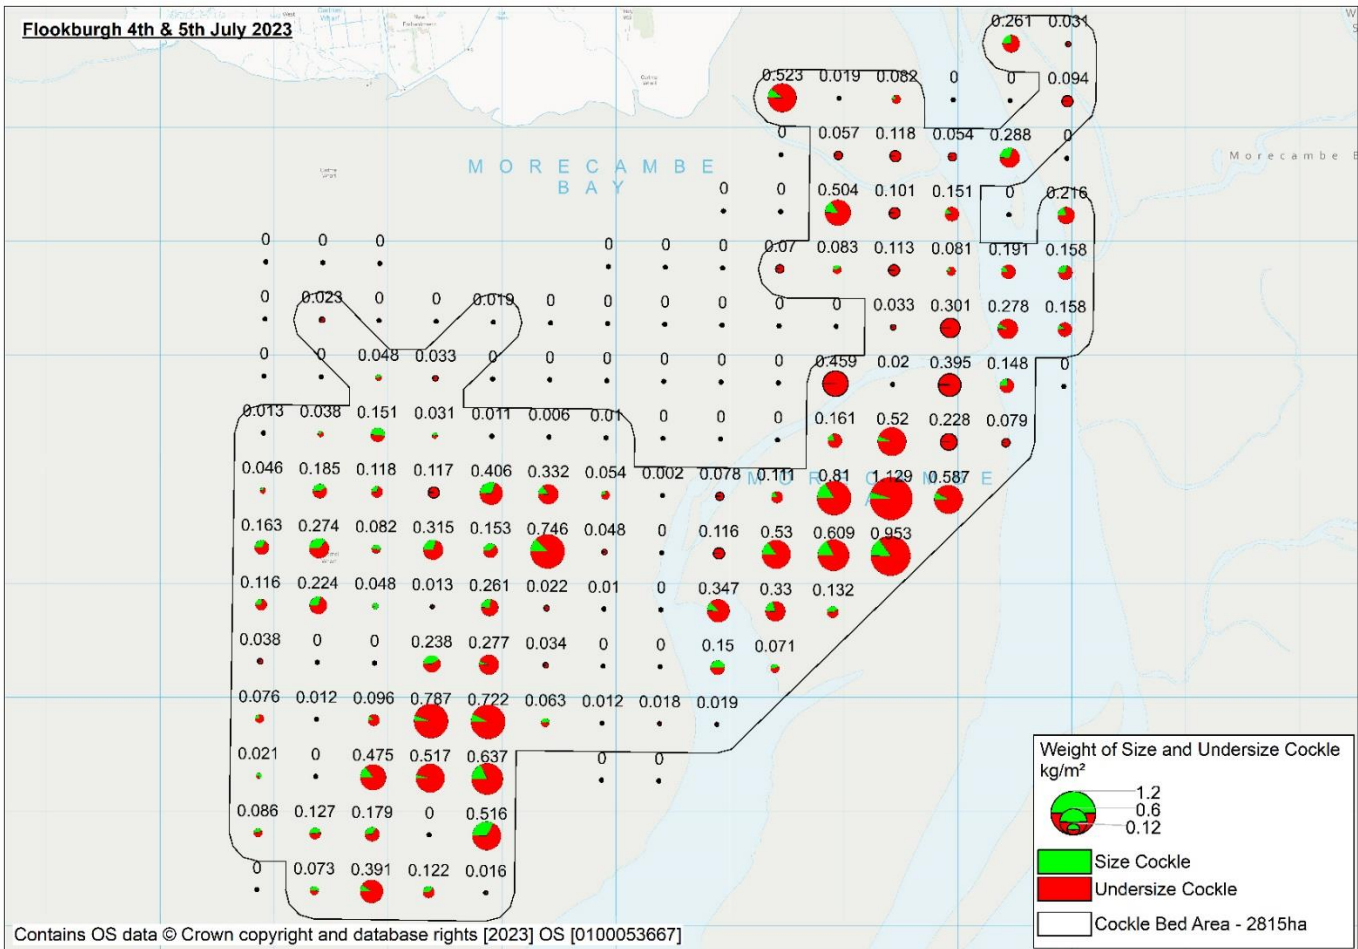 Flookburgh 4th & 5th July 2023
0.261 0.031
0.523 0.019 0.082 0 0 0.094
0 0.057 0.118 0.054 0.288 0
MORECAMBE
BAY
Morecambe B
0 0 0.504 0.101 0.151 0 0.216
0 0 0 0 0 0 0.07 0.083 0.113 0.081 0.191 0.158
0 0.023 0 0 0.019 0 0 0 0 0 0 0.033 0.301 0.278 0.158
0 0 0.048 0.033 0 0 0 0 0 0 0.459 0.02 0.395 0.148 0
0.013 0.038 0.151 0.031 0.011 0.006 0.01 0 0 0 0.161 0.52 0.228 0.079
0.046 0.185 0.118 0.117 0.406 0.332 0.054 0.002 0.078 0.111 0.81 1.129 0.587
0.163 0.274 0.082 0.315 0.153 0.746 0.048 0 0.116 0.53 0.609 0.953
0.116 0.224 0.048 0.013 0.261 0.022 0.01 0 0.347 0.33 0.132
0.038 0 0 0.238 0.277 0.034 0 0 0.15 0.071
0.076 0.012 0.096 0.787 0.722 0.063 0.012 0.018 0.019
0.021 0 0.475 0.517 0.637 0 0
0.086 0.127 0.179 0 0.516
0 0.073 0.391 0.122 0.016
Weight of Size and Undersize Cockle
kg/m²
1.2
0.6
0.12
Size Cockle
Undersize Cockle
Cockle Bed Area - 2815ha
Contains OS data © Crown copyright and database rights [2023] OS [0100053667]